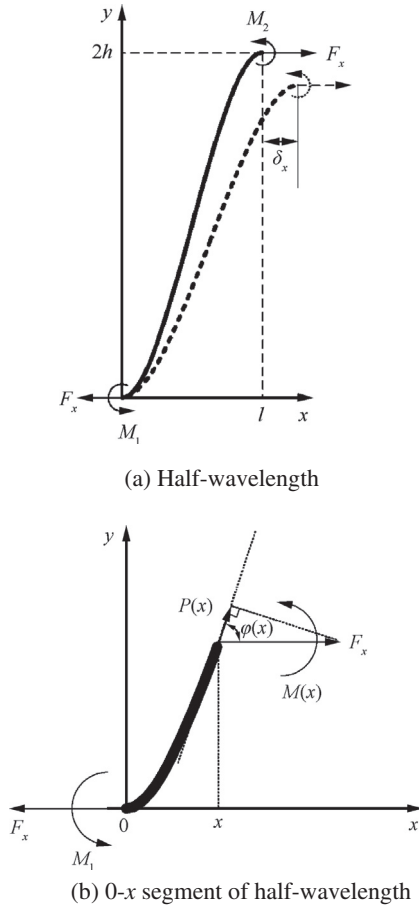 y
M₂
2h
Fₓ
δₓ
Fₓ
M₁
l
x
(a) Half-wavelength
y
P(x)
φ(x)
Fₓ
M(x)
Fₓ
0
x
x
M₁
(b) 0-x segment of half-wavelength